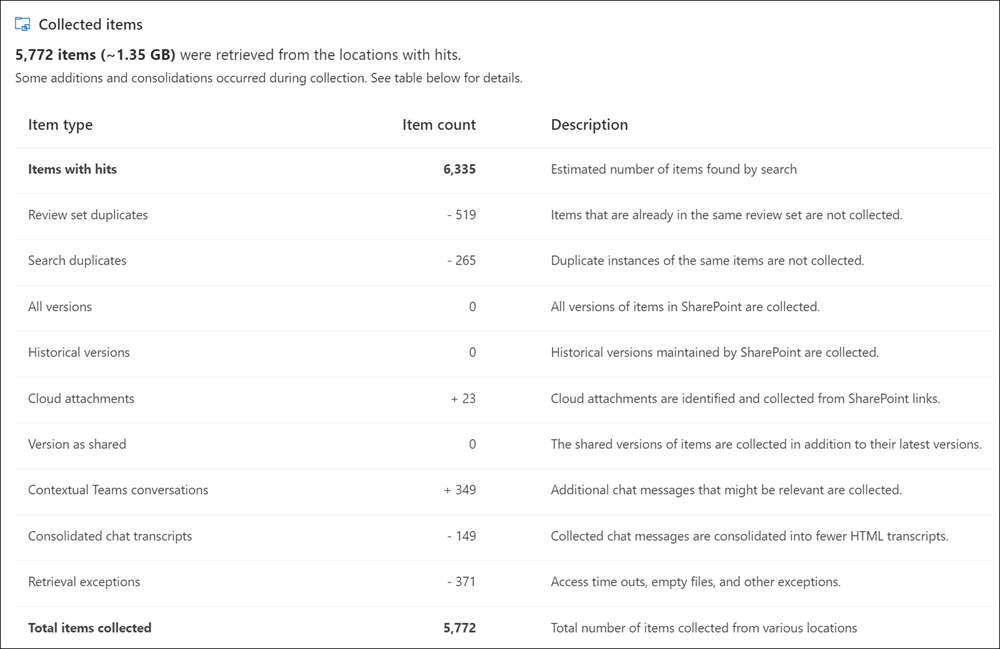 Collected items
5,772 items (~1.35 GB) were retrieved from the locations with hits.
Some additions and consolidations occurred during collection. See table below for details.
Item type Item count Description
Items with hits 6,335 Estimated number of items found by search
Review set duplicates - 519 Items that are already in the same review set are not collected.
Search duplicates - 265 Duplicate instances of the same items are not collected.
All versions 0 All versions of items in SharePoint are collected.
Historical versions 0 Historical versions maintained by SharePoint are collected.
Cloud attachments + 23 Cloud attachments are identified and collected from SharePoint links.
Version as shared 0 The shared versions of items are collected in addition to their latest versions.
Contextual Teams conversations + 349 Additional chat messages that might be relevant are collected.
Consolidated chat transcripts - 149 Collected chat messages are consolidated into fewer HTML transcripts.
Retrieval exceptions - 371 Access time outs, empty files, and other exceptions.
Total items collected 5,772 Total number of items collected from various locations